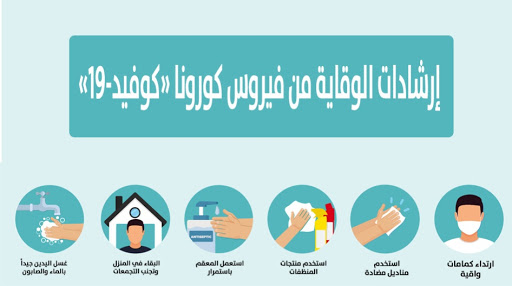 إرشادات الوقاية من فيروس كورونا «كوفيد-19»
ارتداء كمامات
واقية
استخدم
مناديل مضادة
استخدم منتجات
المنظفات
استعمل المعقم
باستمرار
البقاء في المنزل
وتجنب التجمعات
غسل اليدين جيداً
بالماء والصابون
ANTISEPTIC